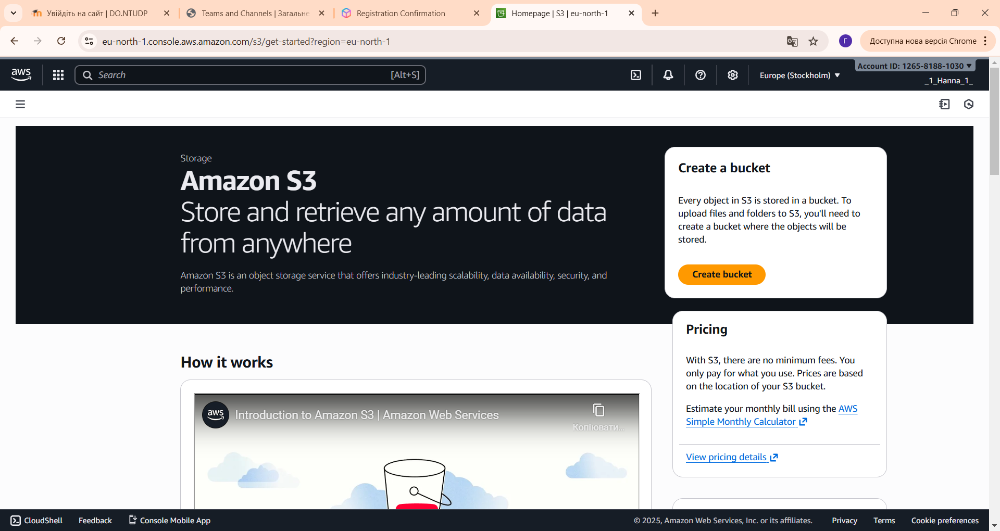 Увійдіть на сайт | DO.NTUDP
Teams and Channels | Загальне
Registration Confirmation
Homepage | S3 | eu-north-1
eu-north-1.console.aws.amazon.com/s3/get-started?region=eu-north-1
Г
Доступна нова версія Chrome
aws
Search
[Alt+S]
Europe (Stockholm)
Account ID: 1265-8188-1030
_1_Hanna_1_
Storage
Amazon S3
Store and retrieve any amount of data
from anywhere
Amazon S3 is an object storage service that offers industry-leading scalability, data availability, security, and
performance.
Create a bucket
Every object in S3 is stored in a bucket. To
upload files and folders to S3, you'll need to
create a bucket where the objects will be
stored.
Create bucket
Pricing
With S3, there are no minimum fees. You
only pay for what you use. Prices are based
on the location of your S3 bucket.
Estimate your monthly bill using the AWS
Simple Monthly Calculator
View pricing details
How it works
aws
Introduction to Amazon S3 | Amazon Web Services
Копіювати...
CloudShell
Feedback
Console Mobile App
© 2025, Amazon Web Services, Inc. or its affiliates.
Privacy
Terms
Cookie preferences